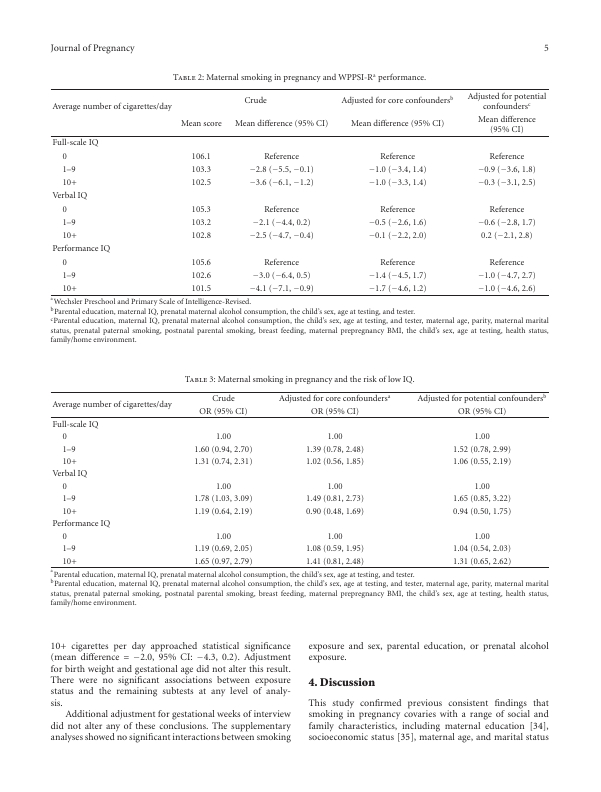 Journal of Pregnancy 5
Table 2: Maternal smoking in pregnancy and WPPSI-Rᵃ performance.
Average number of cigarettes/day Crude Adjusted for core confoundersᵇ Adjusted for potential confoundersᶜ
Mean score Mean difference (95% CI) Mean difference (95% CI) Mean difference (95% CI)
Full-scale IQ
0 106.1 Reference Reference Reference
1–9 103.3 −2.8 (−5.5, −0.1) −1.0 (−3.4, 1.4) −0.9 (−3.6, 1.8)
10+ 102.5 −3.6 (−6.1, −1.2) −1.0 (−3.3, 1.4) −0.3 (−3.1, 2.5)
Verbal IQ
0 105.3 Reference Reference Reference
1–9 103.2 −2.1 (−4.4, 0.2) −0.5 (−2.6, 1.6) −0.6 (−2.8, 1.7)
10+ 102.8 −2.5 (−4.7, −0.4) −0.1 (−2.2, 2.0) 0.2 (−2.1, 2.8)
Performance IQ
0 105.6 Reference Reference Reference
1–9 102.6 −3.0 (−6.4, 0.5) −1.4 (−4.5, 1.7) −1.0 (−4.7, 2.7)
10+ 101.5 −4.1 (−7.1, −0.9) −1.7 (−4.6, 1.2) −1.0 (−4.6, 2.6)
ᵃWechsler Preschool and Primary Scale of Intelligence-Revised.
ᵇParental education, maternal IQ, prenatal maternal alcohol consumption, the child's sex, age at testing, and tester.
ᶜParental education, maternal IQ, prenatal maternal alcohol consumption, the child's sex, age at testing, and tester, maternal age, parity, maternal marital
status, prenatal paternal smoking, postnatal parental smoking, breast feeding, maternal prepregnancy BMI, the child's sex, age at testing, health status,
family/home environment.
Table 3: Maternal smoking in pregnancy and the risk of low IQ.
Average number of cigarettes/day Crude Adjusted for core confoundersᵃ Adjusted for potential confoundersᵇ
OR (95% CI) OR (95% CI) OR (95% CI)
Full-scale IQ
0 1.00 1.00 1.00
1–9 1.60 (0.94, 2.70) 1.39 (0.78, 2.48) 1.52 (0.78, 2.99)
10+ 1.31 (0.74, 2.31) 1.02 (0.56, 1.85) 1.06 (0.55, 2.19)
Verbal IQ
0 1.00 1.00 1.00
1–9 1.78 (1.03, 3.09) 1.49 (0.81, 2.73) 1.65 (0.85, 3.22)
10+ 1.19 (0.64, 2.19) 0.90 (0.48, 1.69) 0.94 (0.50, 1.75)
Performance IQ
0 1.00 1.00 1.00
1–9 1.19 (0.69, 2.05) 1.08 (0.59, 1.95) 1.04 (0.54, 2.03)
10+ 1.65 (0.97, 2.79) 1.41 (0.81, 2.48) 1.31 (0.65, 2.62)
*Parental education, maternal IQ, prenatal maternal alcohol consumption, the child's sex, age at testing, and tester.
ᵇParental education, maternal IQ, prenatal maternal alcohol consumption, the child's sex, age at testing, and tester, maternal age, parity, maternal marital
status, prenatal paternal smoking, postnatal parental smoking, breast feeding, maternal prepregnancy BMI, the child's sex, age at testing, health status,
family/home environment.
10+ cigarettes per day approached statistical significance
(mean difference = −2.0, 95% CI: −4.3, 0.2). Adjustment
for birth weight and gestational age did not alter this result.
There were no significant associations between exposure
status and the remaining subtests at any level of analy-
sis.
Additional adjustment for gestational weeks of interview
did not alter any of these conclusions. The supplementary
analyses showed no significant interactions between smoking
exposure and sex, parental education, or prenatal alcohol
exposure.
4. Discussion
This study confirmed previous consistent findings that
smoking in pregnancy covaries with a range of social and
family characteristics, including maternal education [34],
socioeconomic status [35], maternal age, and marital status